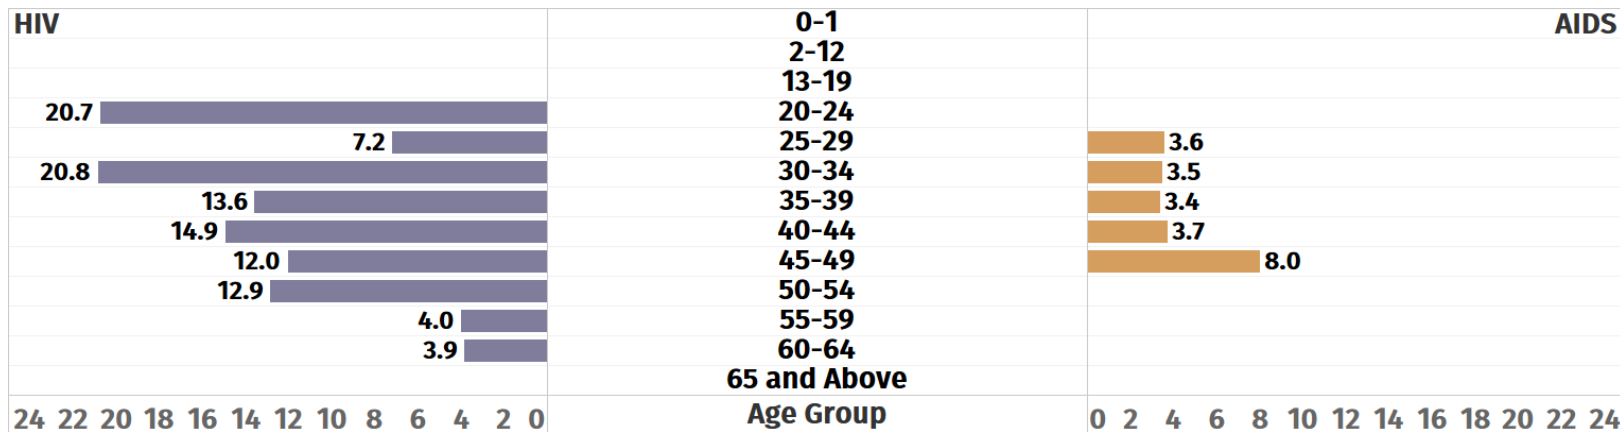 HIV 0-1 AIDS
2-12
13-19
20.7 20-24
7.2 25-29 3.6
20.8 30-34 3.5
13.6 35-39 3.4
14.9 40-44 3.7
12.0 45-49 8.0
12.9 50-54
4.0 55-59
3.9 60-64
65 and Above
24 22 20 18 16 14 12 10 8 6 4 2 0 Age Group 0 2 4 6 8 10 12 14 16 18 20 22 24